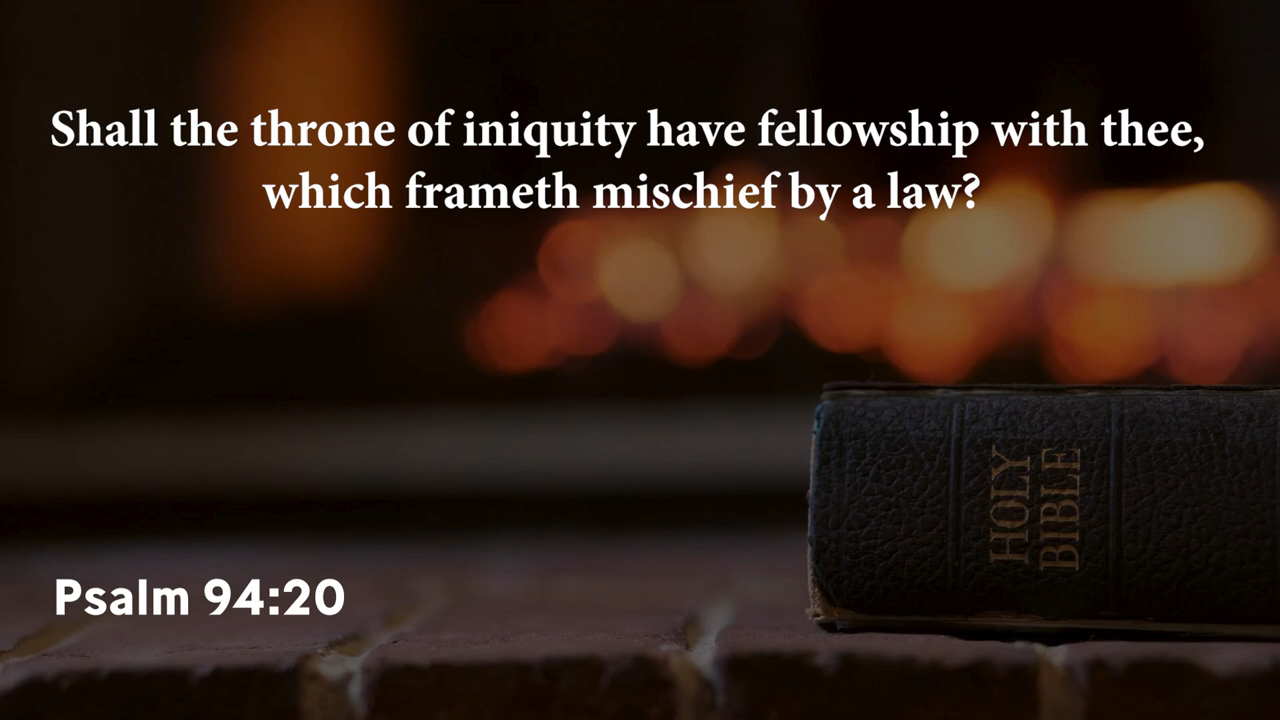 Shall the throne of iniquity have fellowship with thee,
which frameth mischief by a law?
HOLY
BIBLE
Psalm 94:20